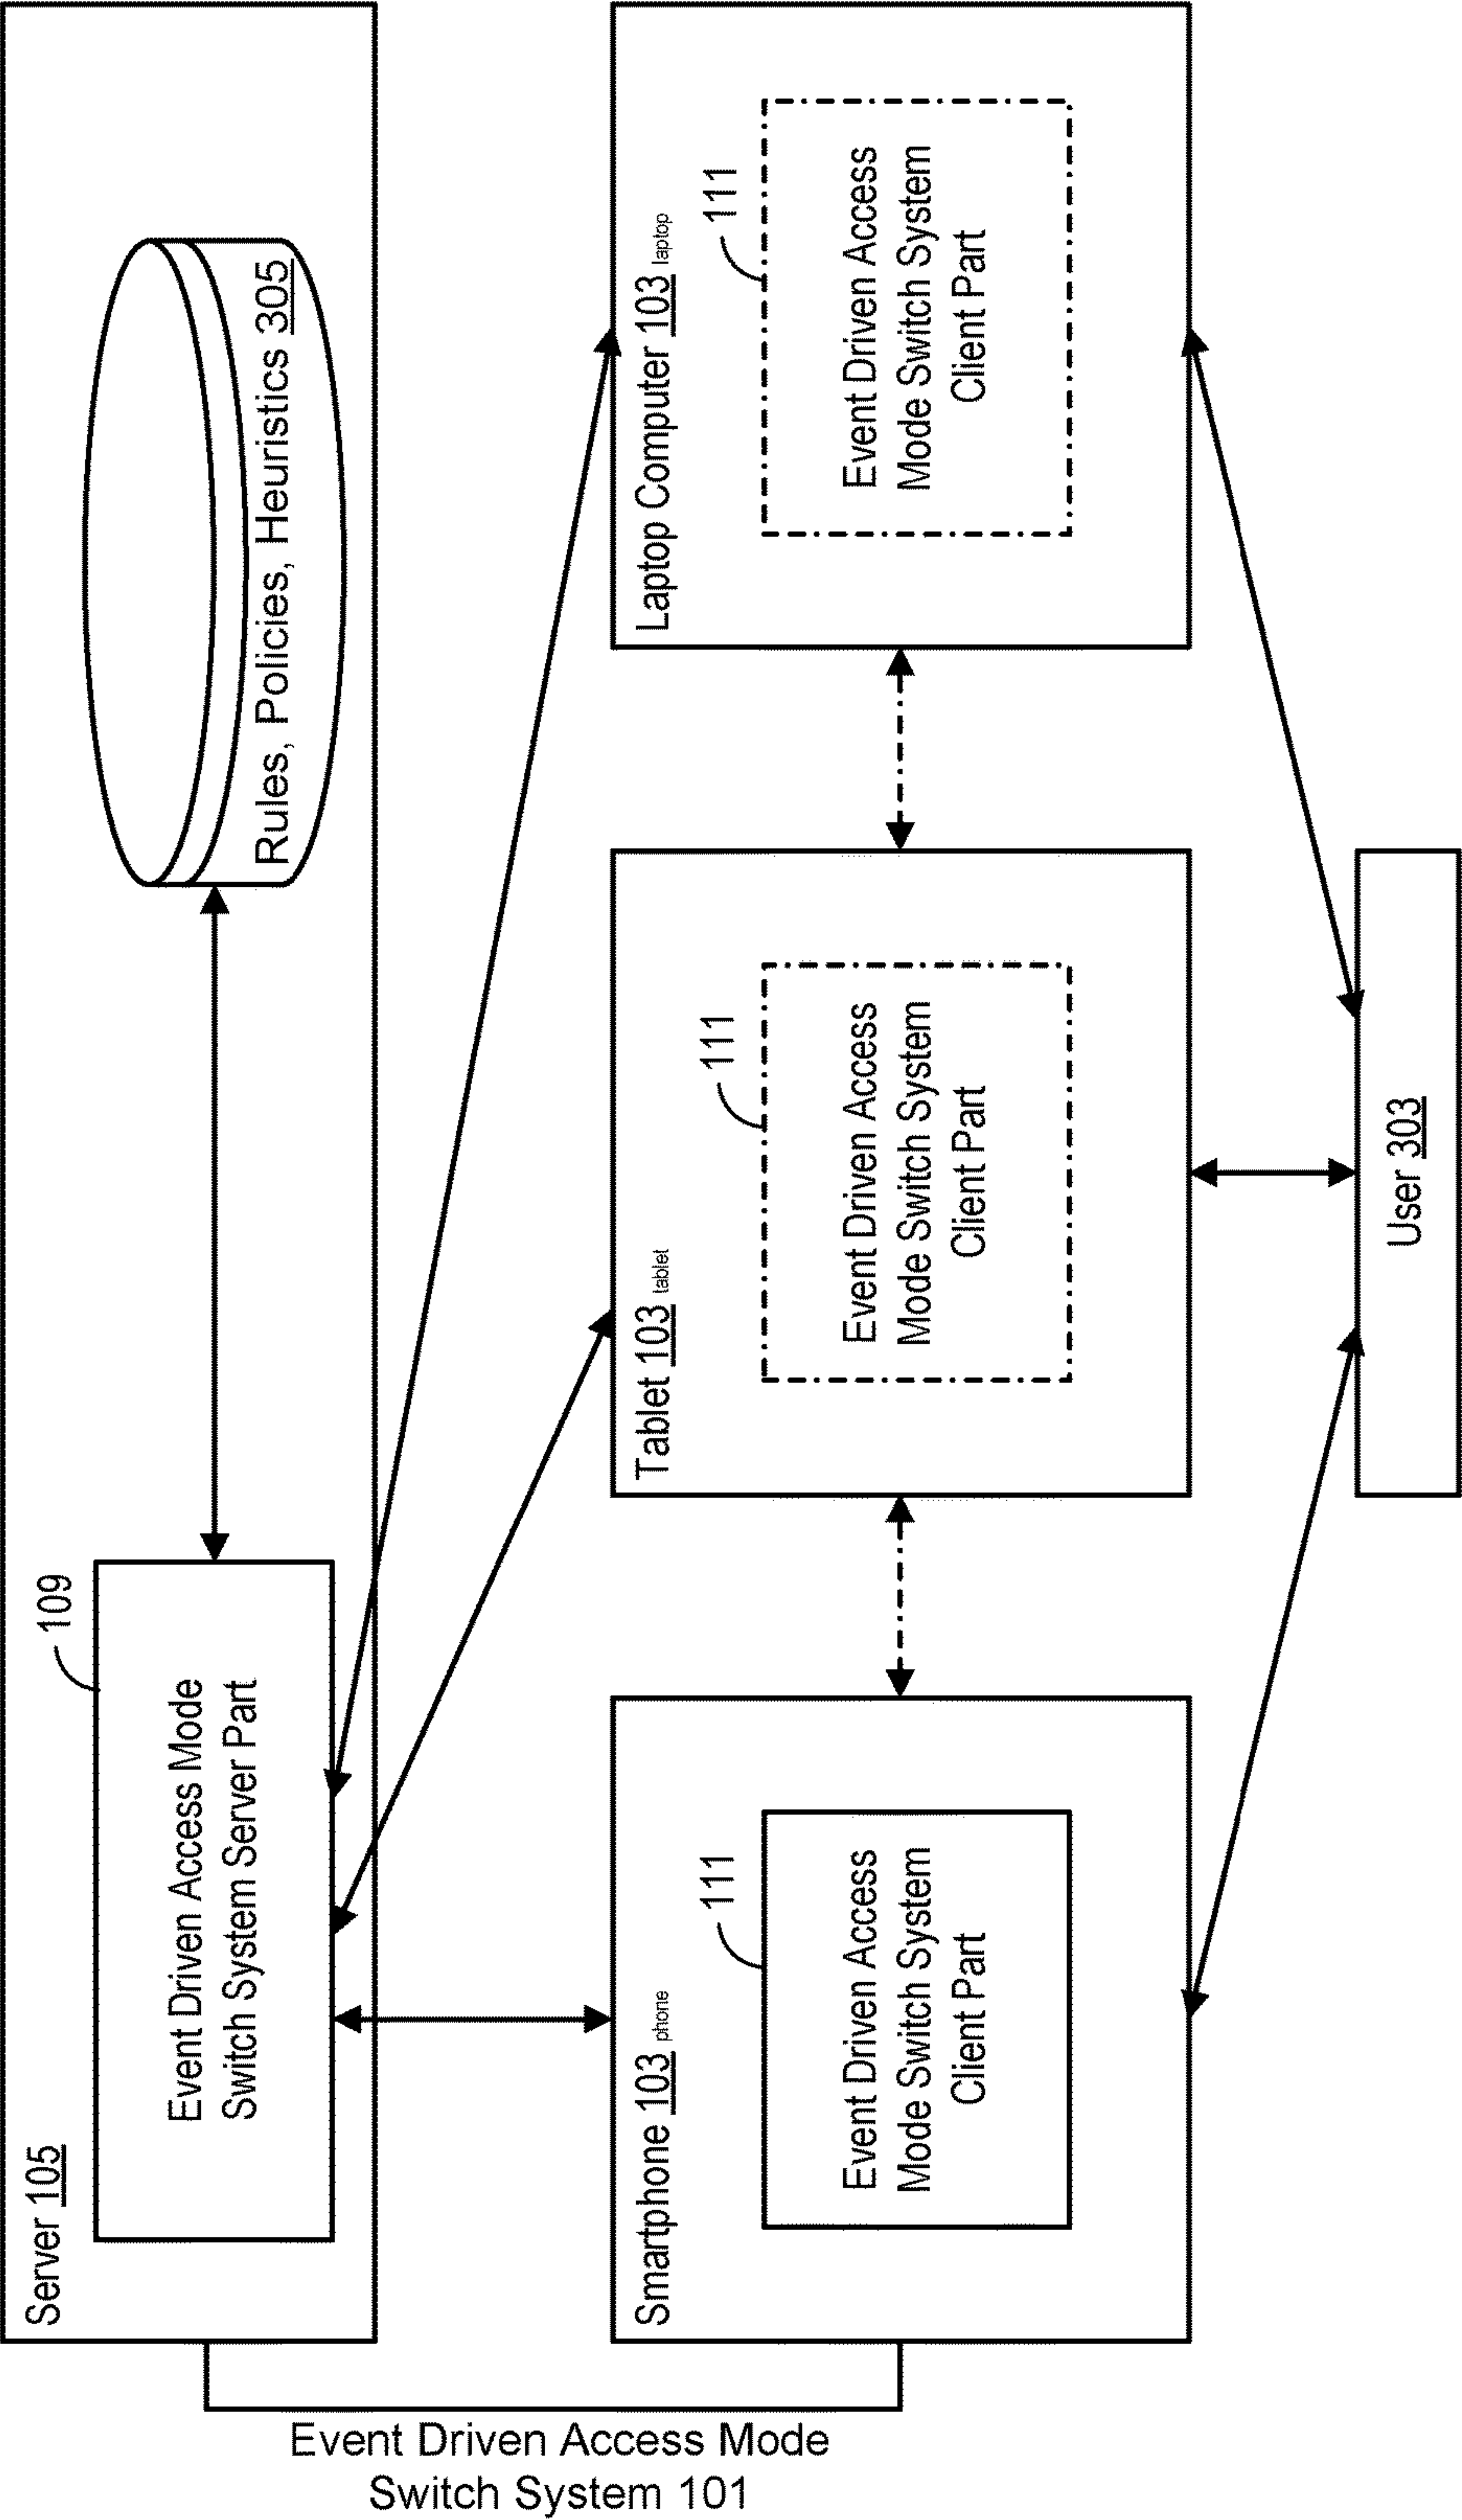 Server 105
109
Event Driven Access Mode
Switch System Server Part
Rules, Policies, Heuristics 305
Smartphone 103 phone
111
Event Driven Access
Mode Switch System
Client Part
Tablet 103 tablet
111
Event Driven Access
Mode Switch System
Client Part
Laptop Computer 103 laptop
111
Event Driven Access
Mode Switch System
Client Part
User 303
Event Driven Access Mode
Switch System 101